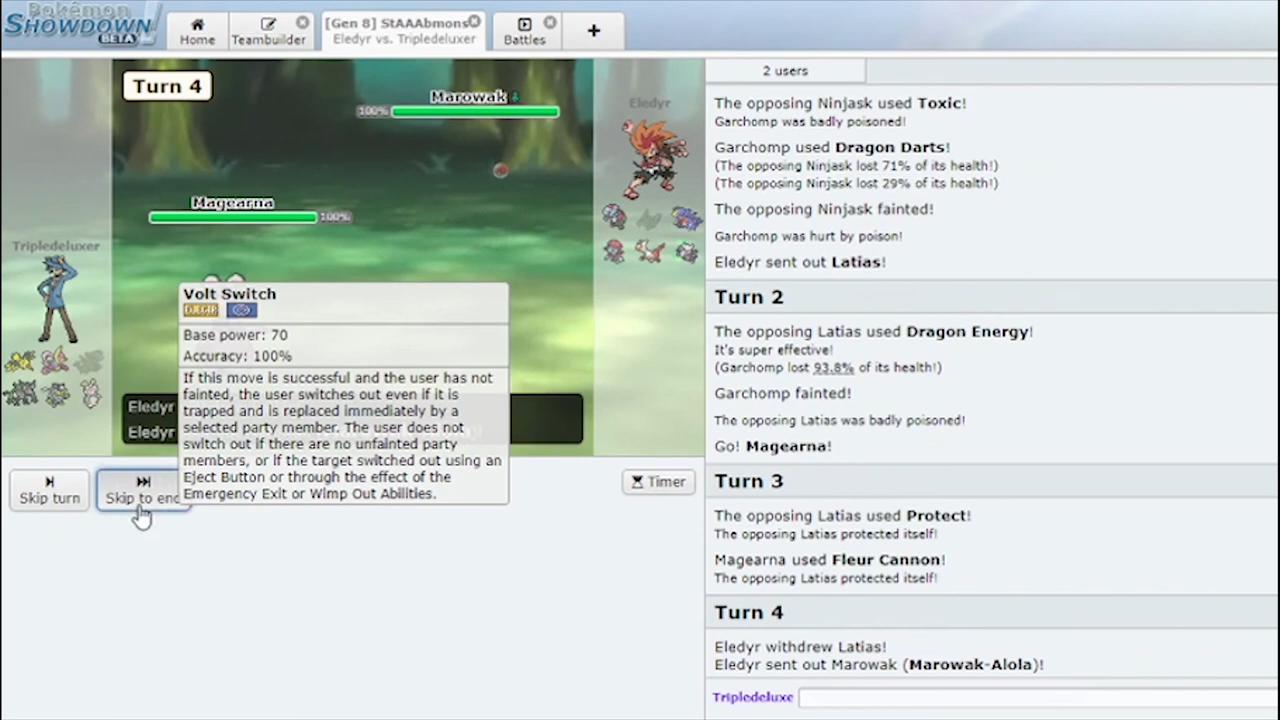 Pokémon
SHOWDOWN
BETA
Home
Teambuilder
[Gen 8] StAAAbmons
Eledyr vs. Tripledeluxer
Battles
+
Turn 4
Marowak
100%
Magearna
100%
Eledyr
Tripledeluxer
Volt Switch
Base power: 70
Accuracy: 100%
If this move is successful and the user has not
fainted, the user switches out even if it is
trapped and is replaced immediately by a
selected party member. The user does not
switch out if there are no unfainted party
members, or if the target switched out using an
Eject Button or through the effect of the
Emergency Exit or Wimp Out Abilities.
Eledyr
Eledyr
Skip turn
Skip to end
Timer
2 users
The opposing Ninjask used Toxic!
Garchomp was badly poisoned!
Garchomp used Dragon Darts!
(The opposing Ninjask lost 71% of its health!)
(The opposing Ninjask lost 29% of its health!)
The opposing Ninjask fainted!
Garchomp was hurt by poison!
Eledyr sent out Latias!
Turn 2
The opposing Latias used Dragon Energy!
It's super effective!
(Garchomp lost 93.8% of its health!)
Garchomp fainted!
The opposing Latias was badly poisoned!
Go! Magearna!
Turn 3
The opposing Latias used Protect!
The opposing Latias protected itself!
Magearna used Fleur Cannon!
The opposing Latias protected itself!
Turn 4
Eledyr withdrew Latias!
Eledyr sent out Marowak (Marowak-Alola)!
Tripledeluxe